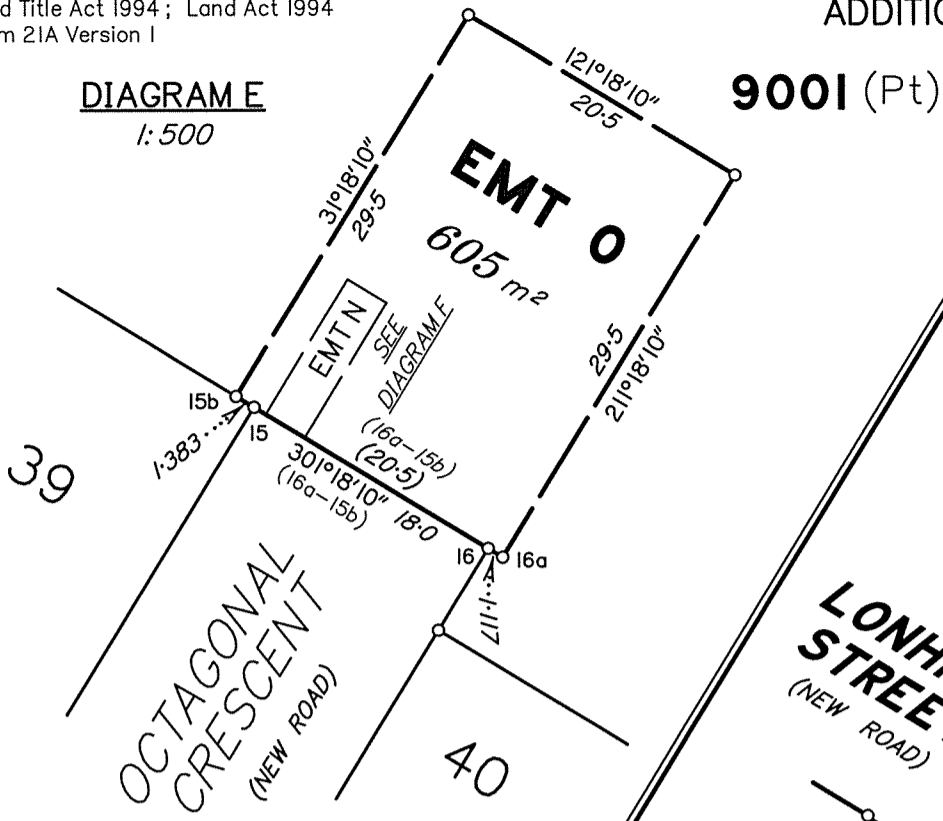 d Title Act 1994 ; Land Act 1994
m 21A Version 1
ADDITIO
DIAGRAM E
1:500
9001 (Pt)
121°18'10"
20·5
31°18'10"
29·5
EMT O
605 m²
29·5
211°18'10"
EMT N
SEE
DIAGRAM F
(16a–15b)
(20·5)
301°18'10"
(16a–15b)
18·0
15b
15
1·383
A
39
16
16a
A
1·117
OCTAGONAL
CRESCENT
(NEW ROAD)
40
LONH
STREE
(NEW ROAD)